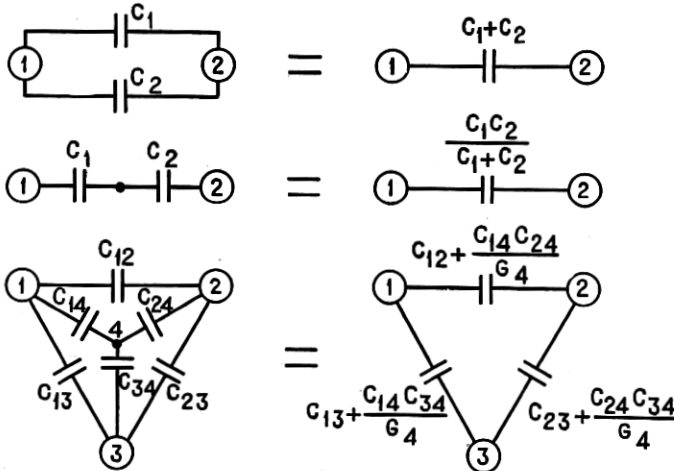 C₁
1 2
C₂
=
C₁+C₂
1 2
C₁ C₂
1 2
=
C₁C₂
C₁+C₂
1 2
C₁₂
1 2
C₁₄ C₂₄
4
C₁₃ C₃₄ C₂₃
3
=
C₁₂+ C₁₄C₂₄
G₄
1 2
C₁₃+ C₁₄C₃₄
G₄
C₂₃+ C₂₄C₃₄
G₄
3